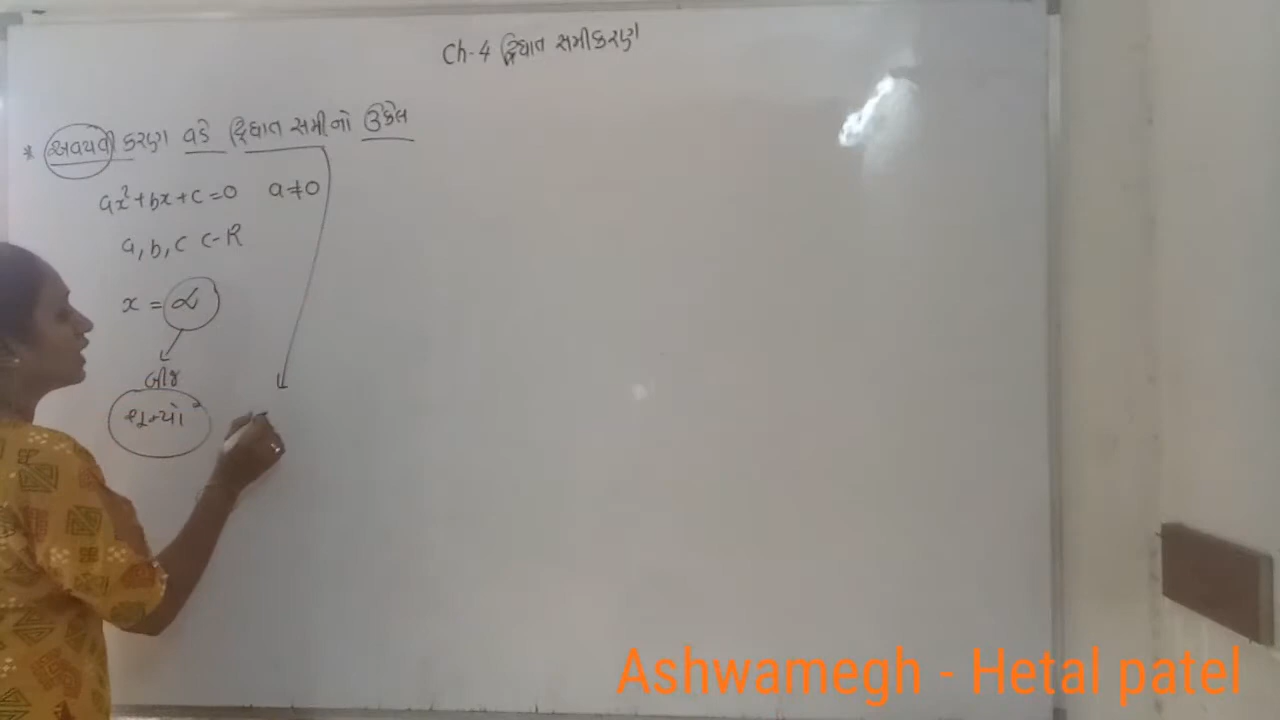 Ch-4 દ્વિઘાત સમીકરણ
* અવયવીકરણ વડે દ્વિઘાત સમી.નો ઉકેલ
ax²+bx+c=0 a≠0
a, b, c ∈ R
x = α
બીજ
શૂન્યો
Ashwamegh - Hetal patel